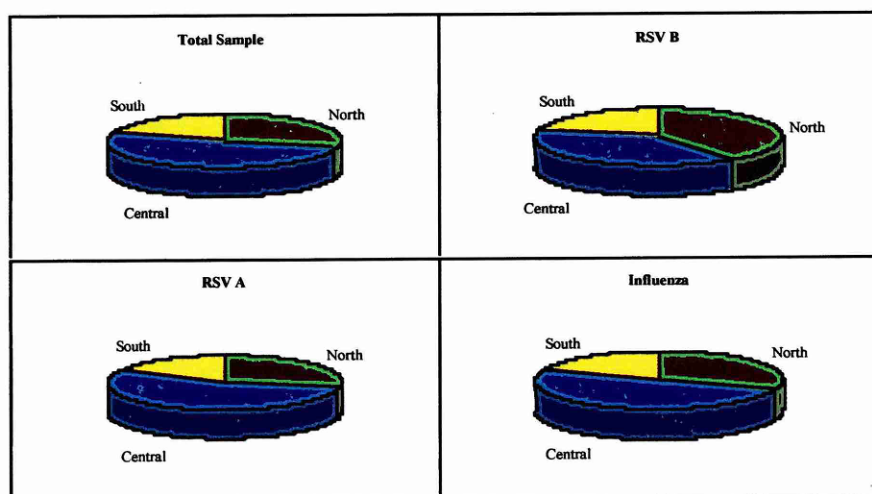 Total Sample
South
North
Central
RSV B
South
North
Central
RSV A
South
North
Central
Influenza
South
North
Central